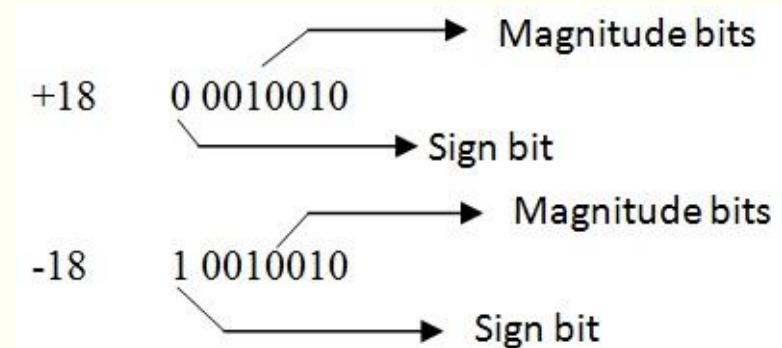 Magnitude bits
+18 0 0010010
Sign bit
Magnitude bits
-18 1 0010010
Sign bit